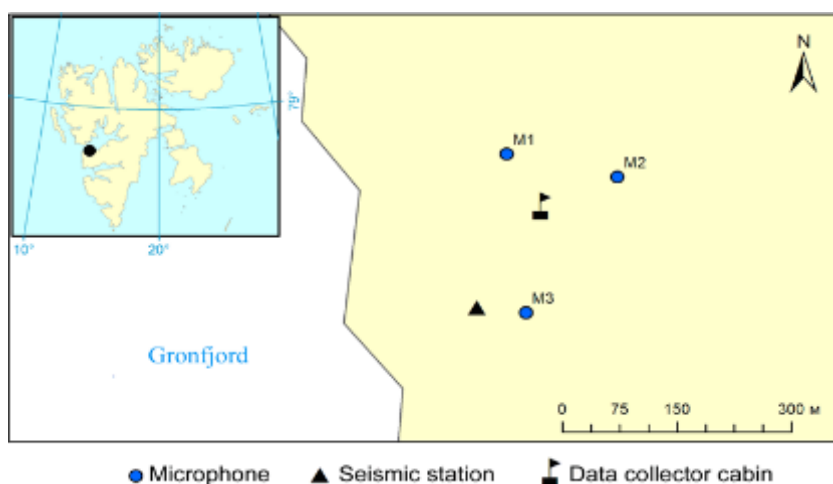 N
M1
M2
79°
10°
20°
M3
Gronfjord
0 75 150 300 м
Microphone Seismic station Data collector cabin